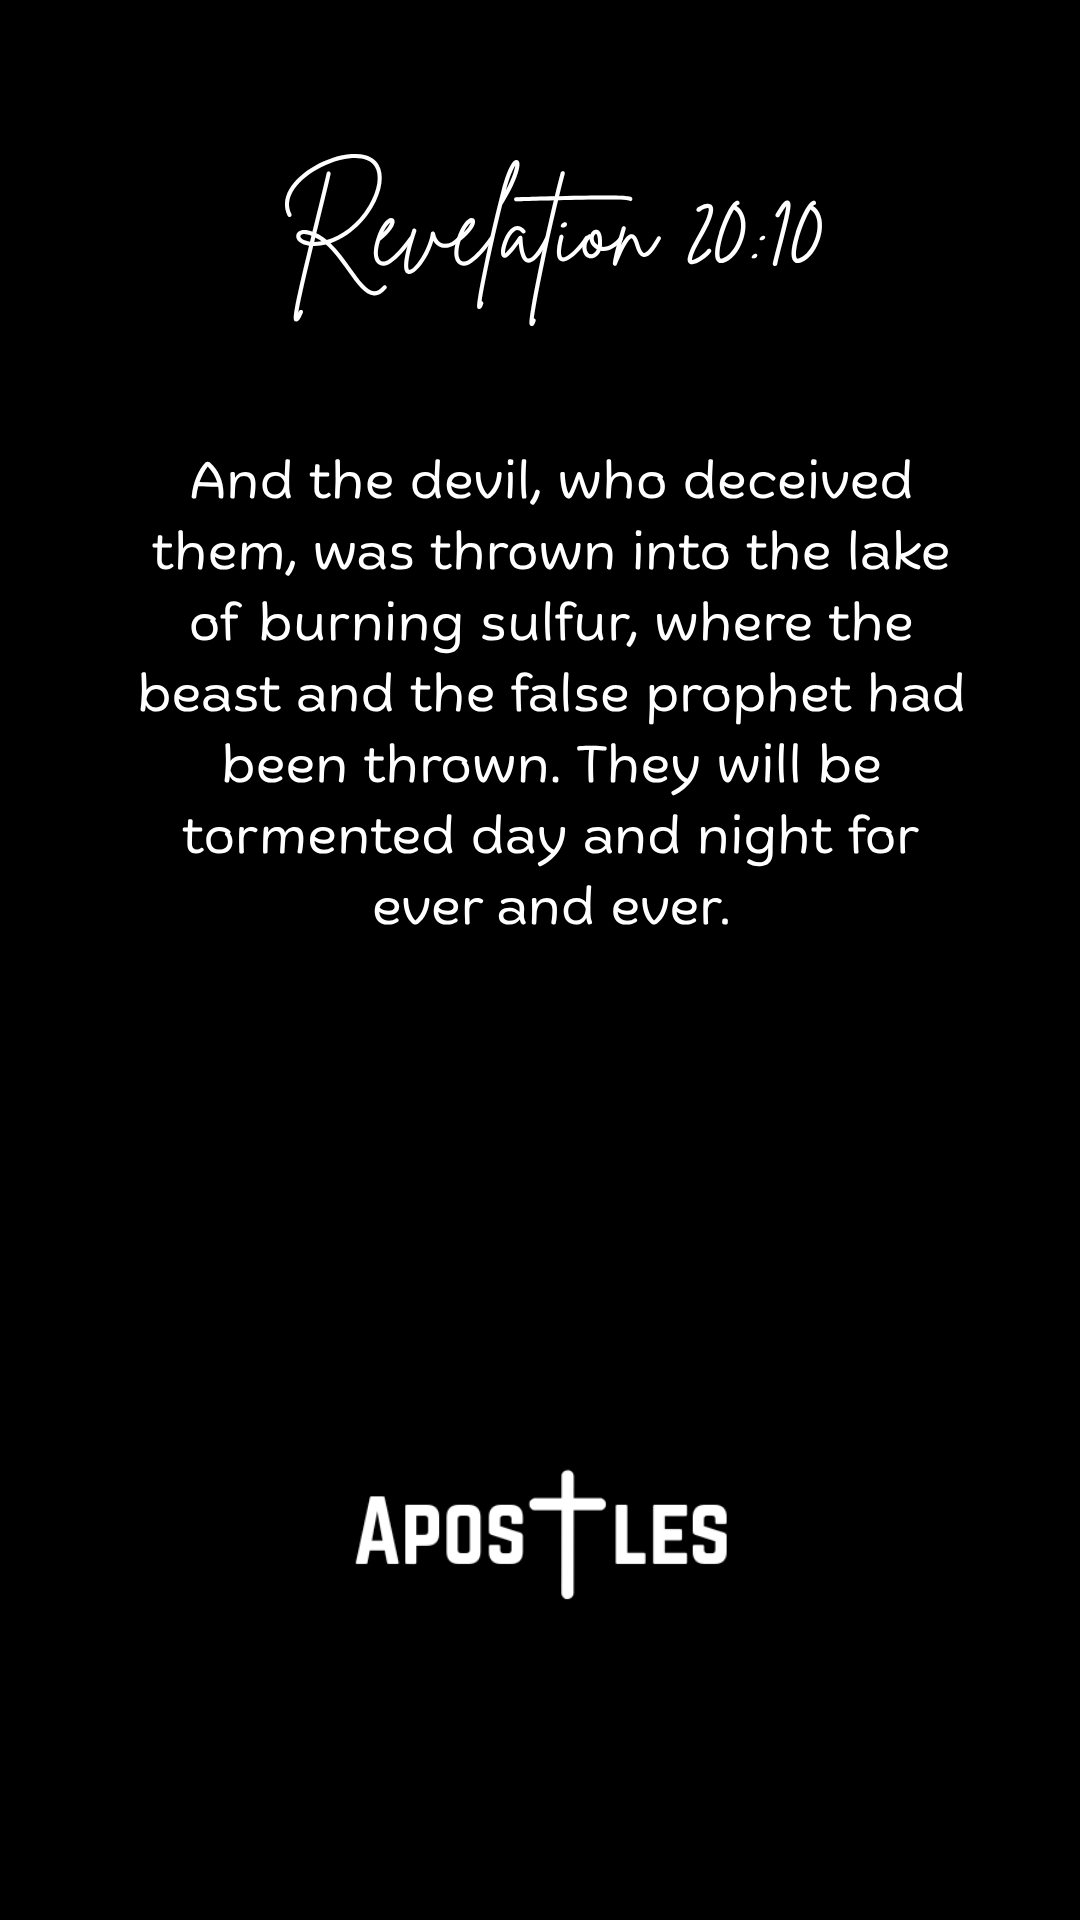 Revelation 20:10
And the devil, who deceived
them, was thrown into the lake
of burning sulfur, where the
beast and the false prophet had
been thrown. They will be
tormented day and night for
ever and ever.
APOSTLES